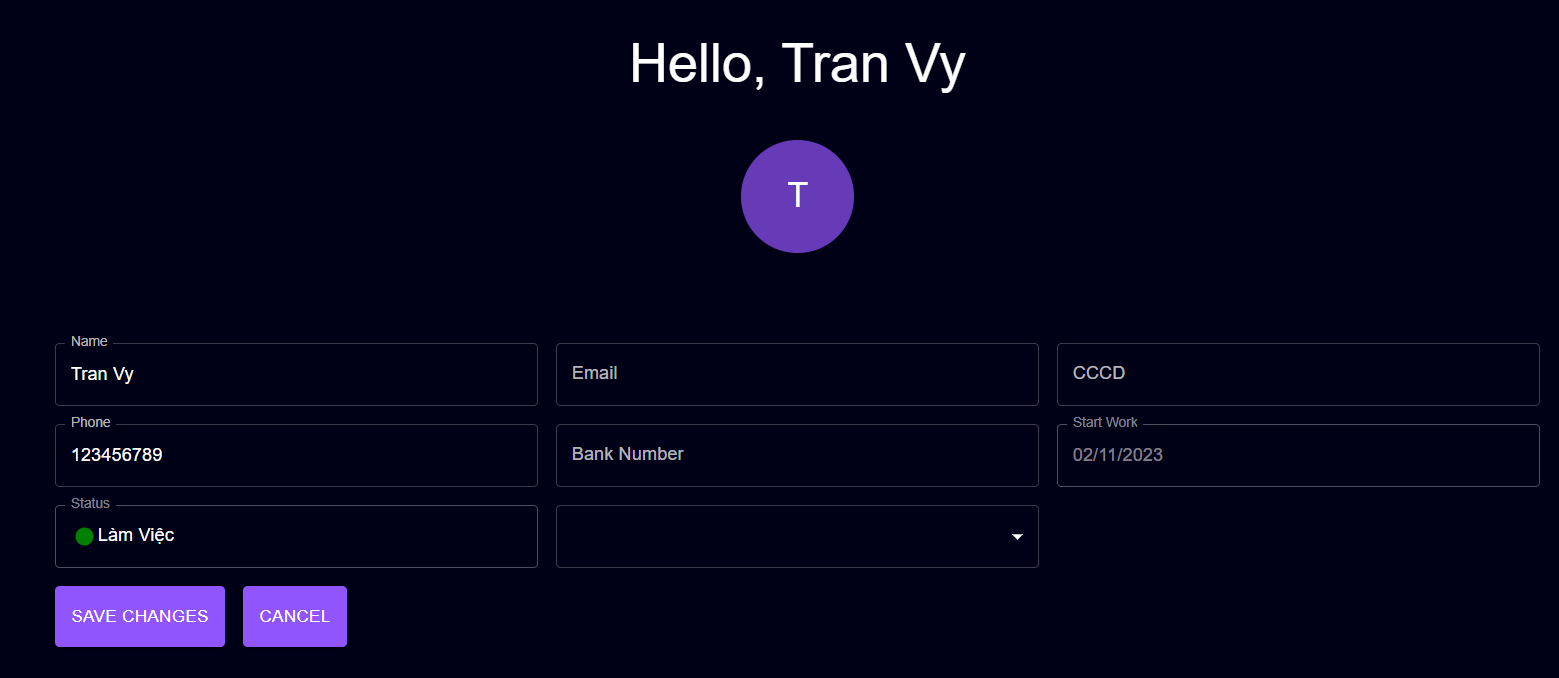 Hello, Tran Vy
T
Name
Tran Vy
Email
CCCD
Phone
123456789
Bank Number
Start Work
02/11/2023
Status
Làm Việc
SAVE CHANGES
CANCEL